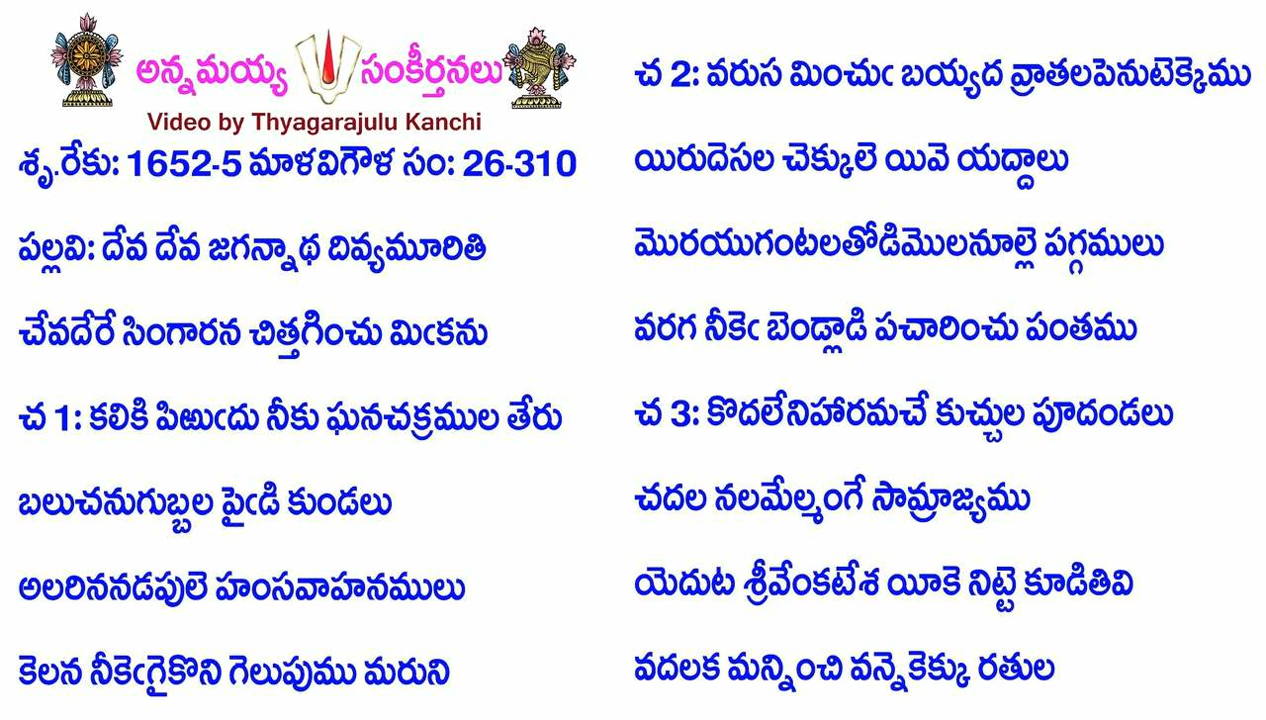 అన్నమయ్య సంకీర్తనలు
Video by Thyagarajulu Kanchi
శృ.రేకు: 1652-5 మాళవిగౌళ సం: 26-310
పల్లవి: దేవ దేవ జగన్నాథ దివ్యమూరితి
చేవదేరే సింగారన చిత్తగించు మిఁకను
చ 1: కలికి పిఱుఁదు నీకు ఘనచక్రముల తేరు
బలుచనుగుబ్బల పైఁడి కుండలు
అలరిననడపులె హంసవాహనములు
కెలన నీకెఁగైకొని గెలుపుము మరుని
చ 2: వరుస మించుఁ బయ్యద వ్రాతలపెనుటెక్కెము
యిరుదెసల చెక్కులె యివె యద్దాలు
మొరయుగంటలతోడిమొలనూల్లె పగ్గములు
వరగ నీకెఁ బెండ్లాడి పచారించు పంతము
చ 3: కొదలేనిహారమచే కుచ్చుల పూదండలు
చదల నలమేల్మంగే సామ్రాజ్యము
యెదుట శ్రీవేంకటేశ యీకె నిట్టె కూడితివి
వదలక మన్నించి వన్నెకెక్కు రతుల